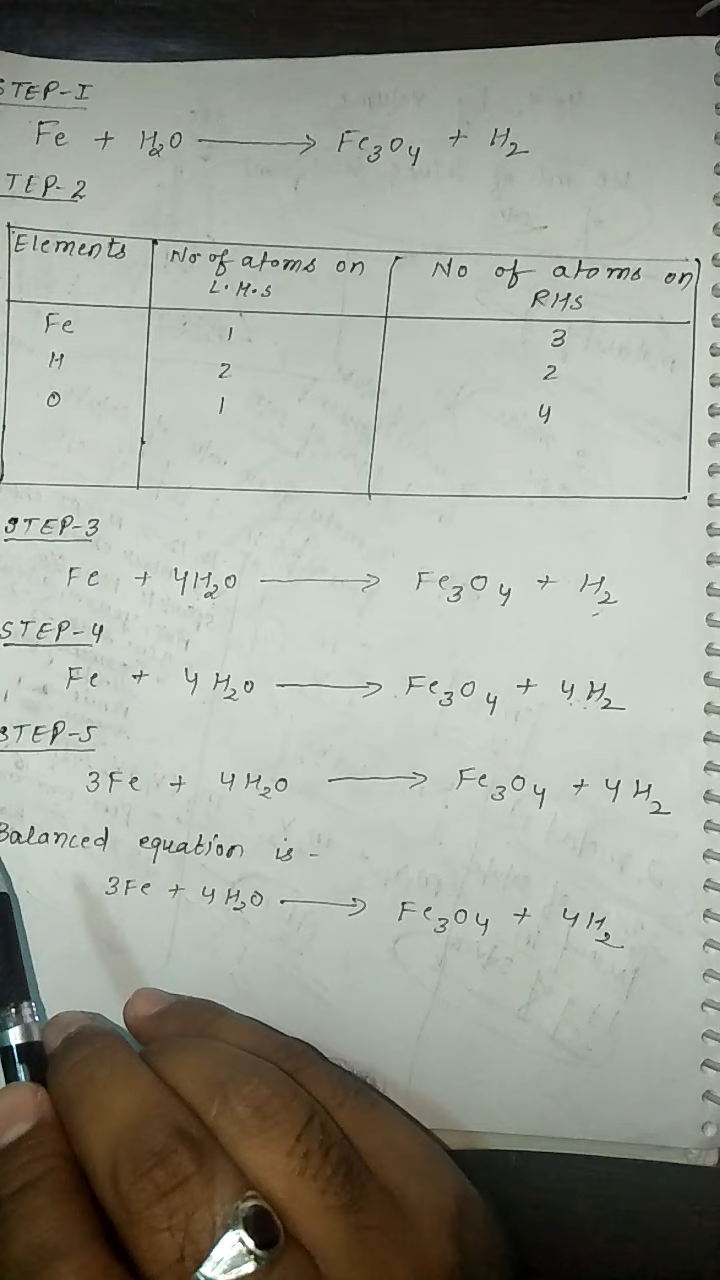 STEP-I
Fe + H₂O ⟶ Fe₃O₄ + H₂
TEP-2
Elements No of atoms on L.H.S No of atoms on RHS
Fe 1 3
H 2 2
O 1 4
STEP-3
Fe + 4H₂O ⟶ Fe₃O₄ + H₂
STEP-4
Fe + 4H₂O ⟶ Fe₃O₄ + 4H₂
STEP-5
3Fe + 4H₂O ⟶ Fe₃O₄ + 4H₂
Balanced equation is -
3Fe + 4H₂O ⟶ Fe₃O₄ + 4H₂